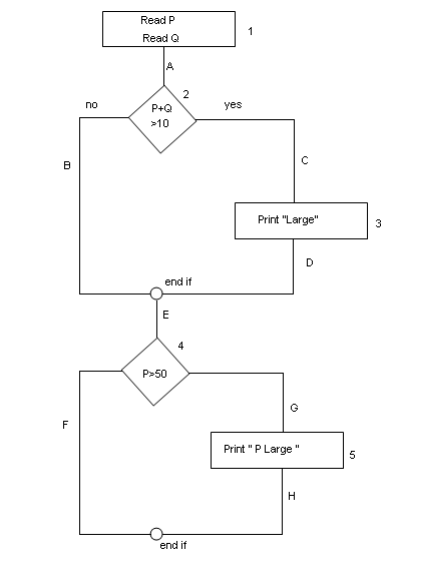 Read P
Read Q
1
A
2
no
P+Q
>10
yes
B
C
Print "Large"
3
D
end if
E
4
P>50
F
G
Print " P Large "
5
H
end if